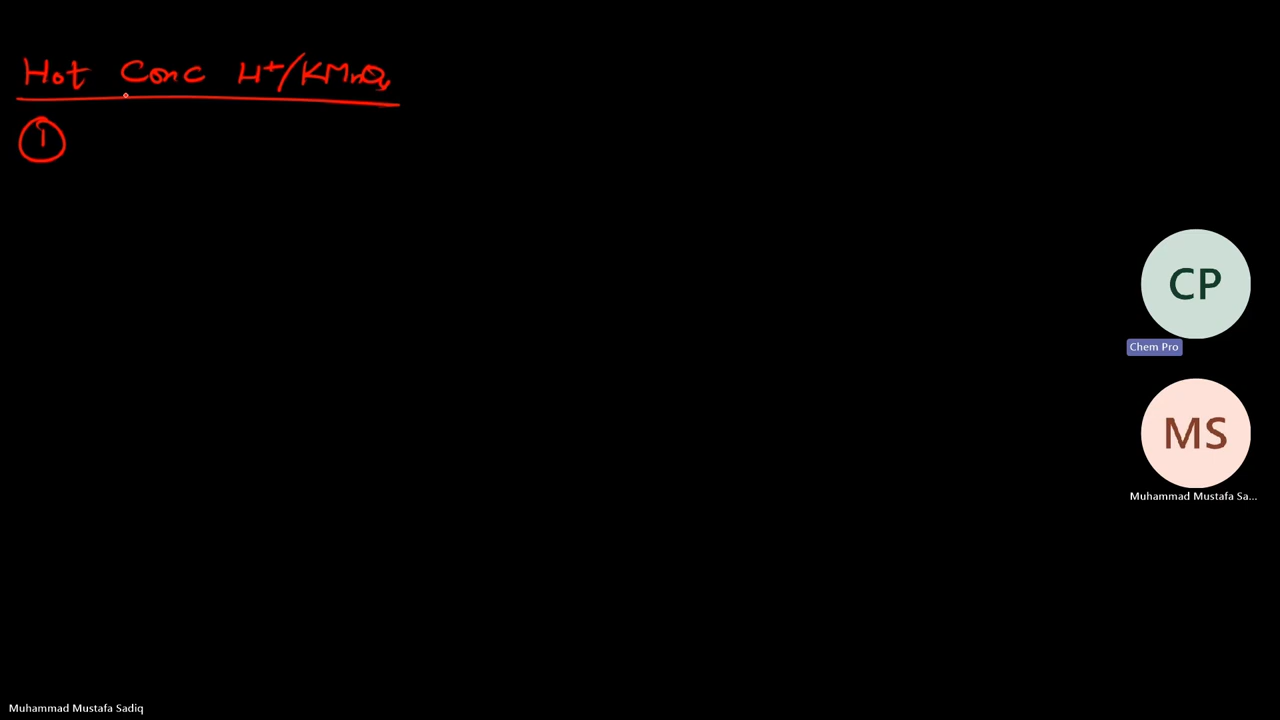 Hot Conc H⁺/KMnO₄
①
CP
Chem Pro
MS
Muhammad Mustafa Sa...
Muhammad Mustafa Sadiq